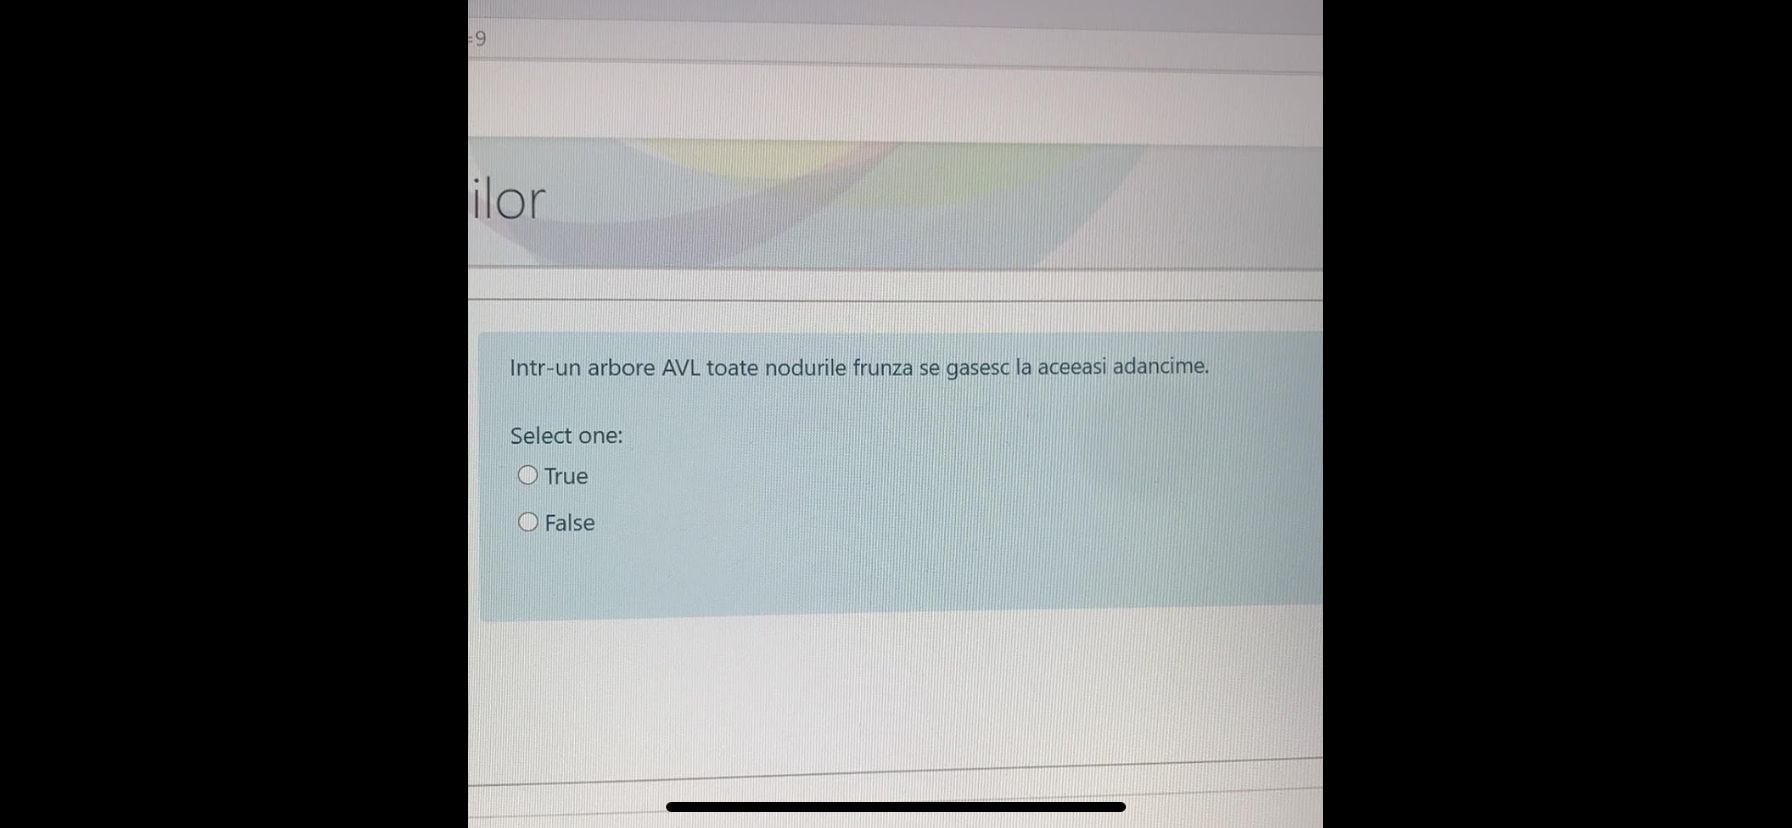 =9
ilor
Intr-un arbore AVL toate nodurile frunza se gasesc la aceeasi adancime.
Select one:
True
False